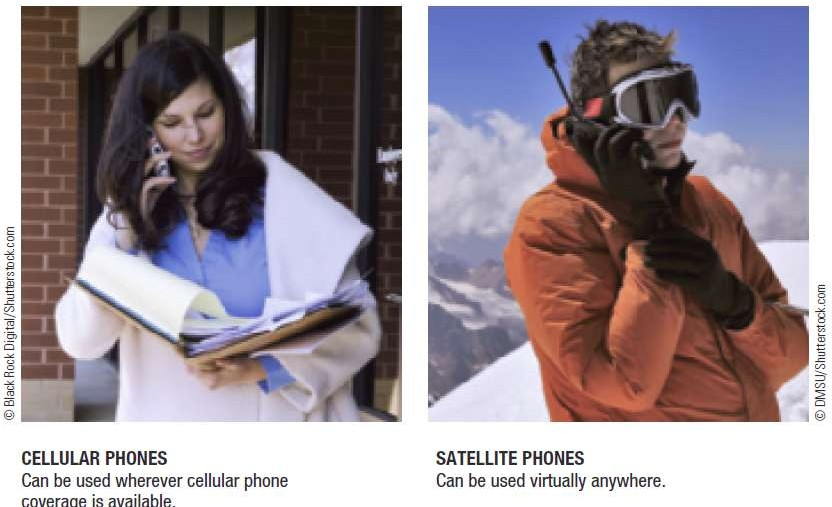 © Black Rock Digital/Shutterstock.com
© DMSU/Shutterstock.com
CELLULAR PHONES
Can be used wherever cellular phone
coverage is available.
SATELLITE PHONES
Can be used virtually anywhere.